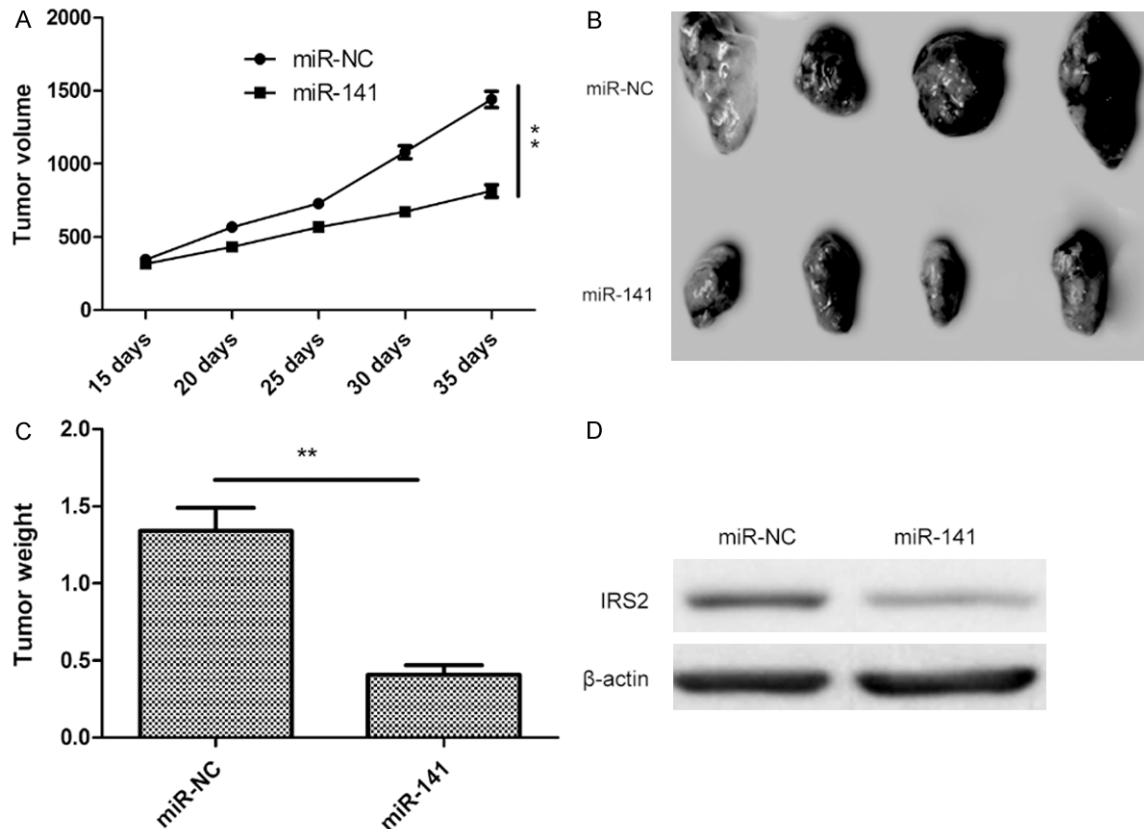 A
Tumor volume
2000
1500
1000
500
0
miR-NC
miR-141
**
15 days
20 days
25 days
30 days
35 days
B
miR-NC
miR-141
C
Tumor weight
2.0
1.5
1.0
0.5
0.0
**
miR-NC
miR-141
D
miR-NC miR-141
IRS2
β-actin